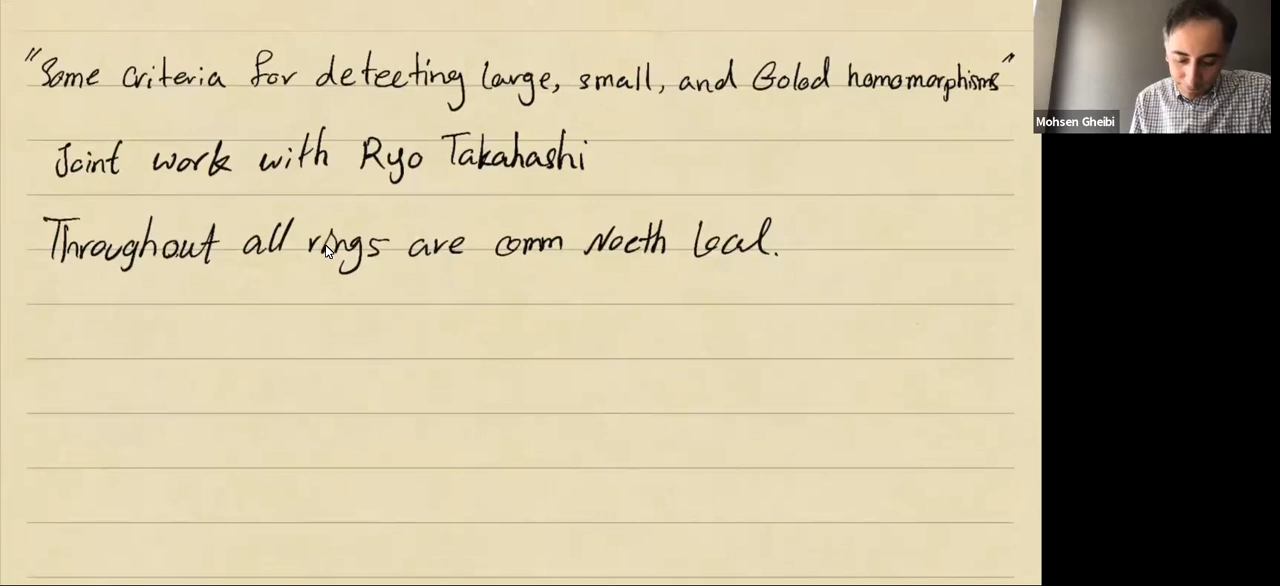 "Some criteria for detecting large, small, and Golod homomorphisms"
Joint work with Ryo Takahashi
Throughout all rings are comm Noeth local.
Mohsen Gheibi